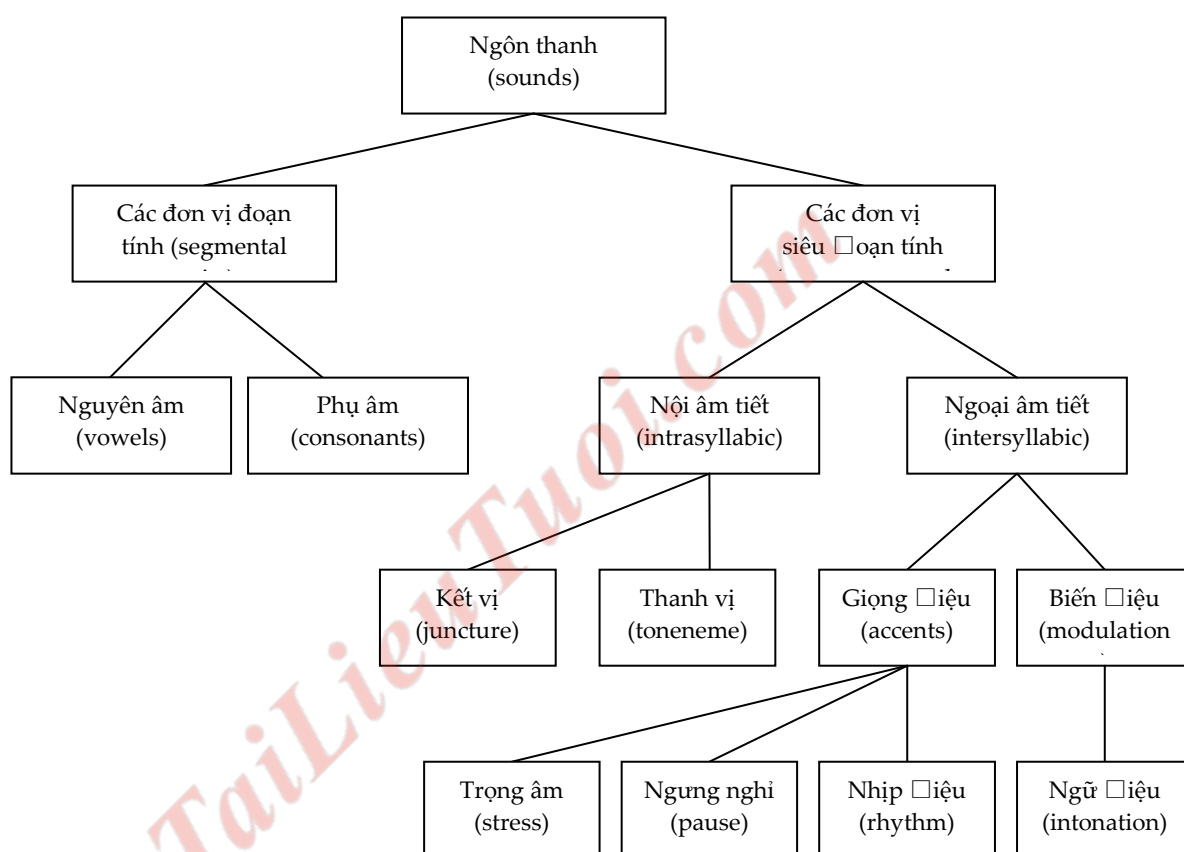 Ngôn thanh
(sounds)
Các đơn vị đoạn
tính (segmental
Các đơn vị
siêu □oạn tính
Nguyên âm
(vowels)
Phụ âm
(consonants)
Nội âm tiết
(intrasyllabic)
Ngoại âm tiết
(intersyllabic)
Kết vị
(juncture)
Thanh vị
(toneneme)
Giọng □iệu
(accents)
Biến □iệu
(modulation
Trọng âm
(stress)
Ngưng nghỉ
(pause)
Nhịp □iệu
(rhythm)
Ngữ □iệu
(intonation)
TaiLieuTuoi.com